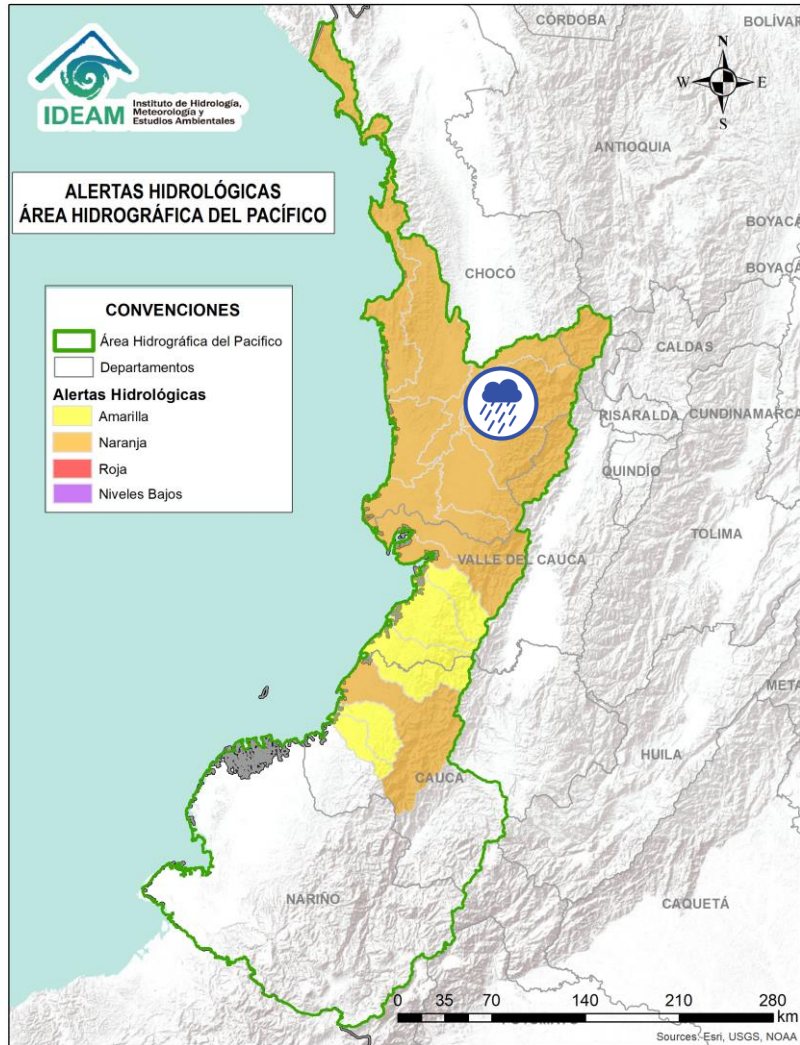 IDEAM
Instituto de Hidrología,
Meteorología y
Estudios Ambientales
ALERTAS HIDROLÓGICAS
ÁREA HIDROGRÁFICA DEL PACÍFICO
CONVENCIONES
Área Hidrográfica del Pacifico
Departamentos
Alertas Hidrológicas
Amarilla
Naranja
Roja
Niveles Bajos
N
W
E
S
CÓRDOBA
BOLÍVAR
ANTIOQUIA
BOYACÁ
BOYACÁ
CHOCÓ
CALDAS
RISARALDA
CUNDINAMARCA
QUINDÍO
TOLIMA
VALLE DEL CAUCA
META
HUILA
CAUCA
NARIÑO
CAQUETÁ
0 35 70 140 210 280
km
Sources: Esri, USGS, NOAA